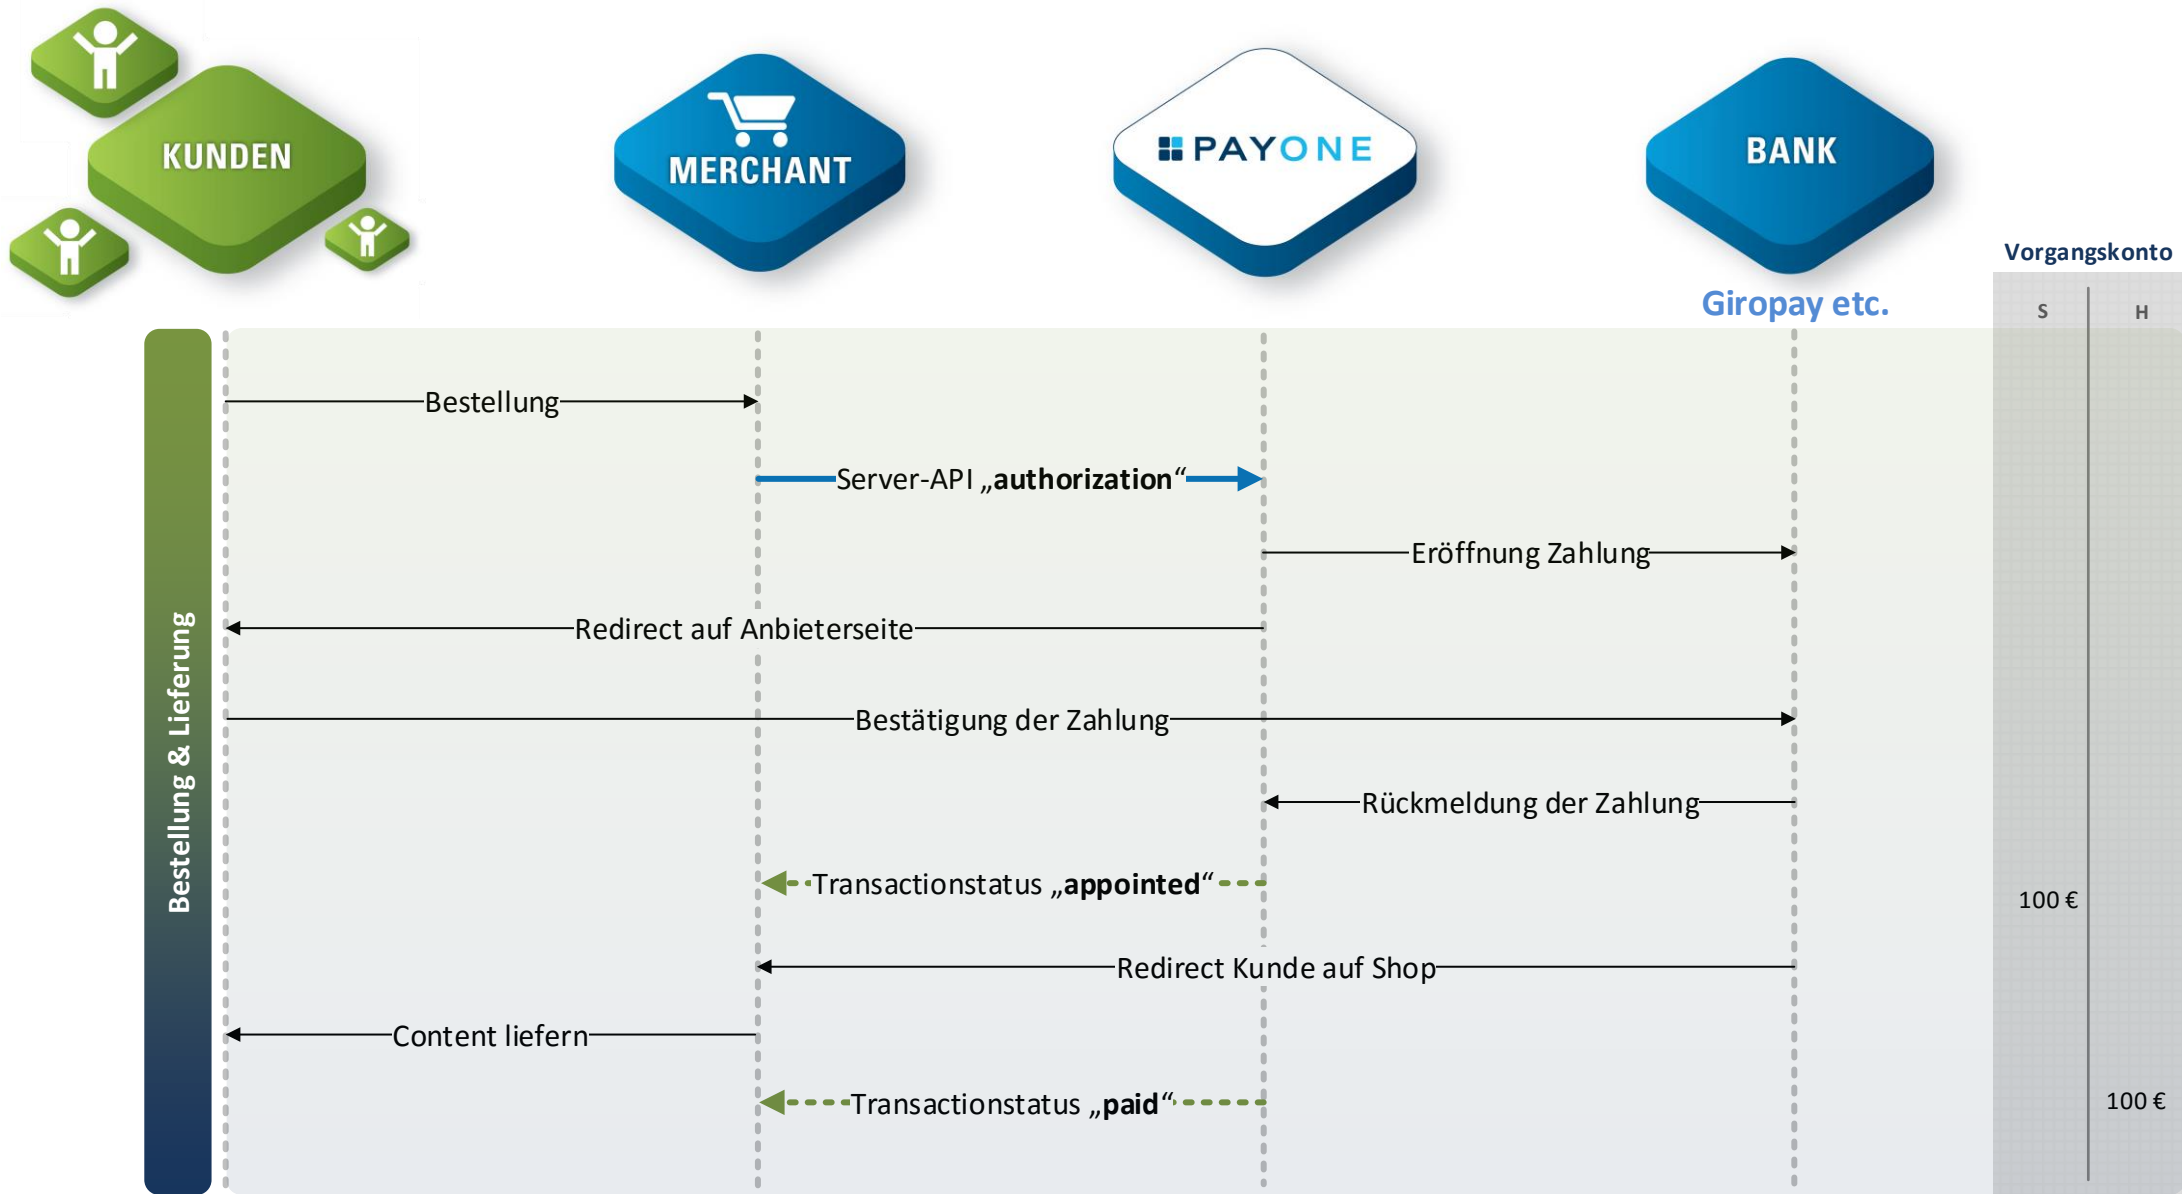 KUNDEN
MERCHANT
PAYONE
BANK
Vorgangskonto
Giropay etc.
S
H
Bestellung & Lieferung
Bestellung
Server-API „authorization“
Eröffnung Zahlung
Redirect auf Anbieterseite
Bestätigung der Zahlung
Rückmeldung der Zahlung
Transactionstatus „appointed“
100 €
Redirect Kunde auf Shop
Content liefern
Transactionstatus „paid“
100 €